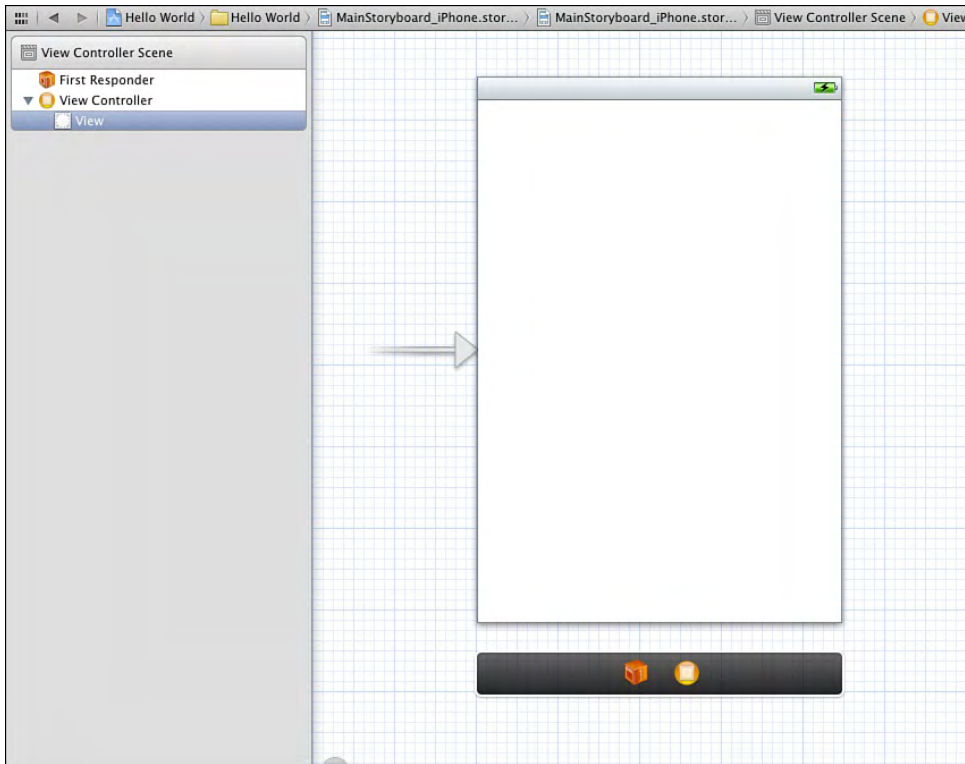 Hello World Hello World MainStoryboard_iPhone.stor... MainStoryboard_iPhone.stor... View Controller Scene View
View Controller Scene
First Responder
View Controller
View